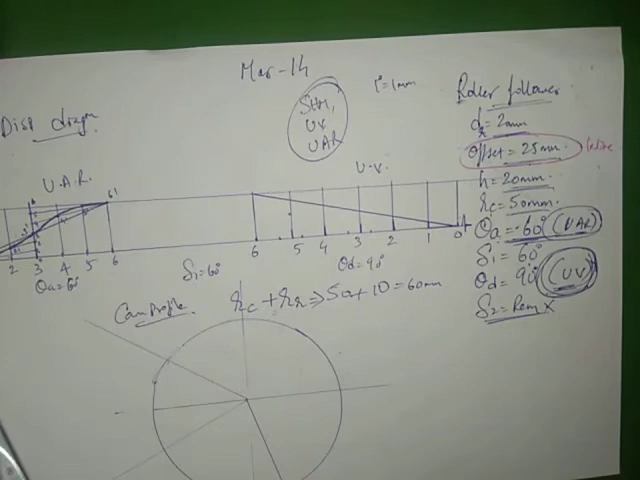 Mar-14
Disp diagm
SHM,
UV
UAR
1°=1mm
Roller follower
dr=2mm
Offset = 25mm. Inline
h=20mm.
rc=50mm
θa=60° (UAR)
δ1=60°
θd=90° (UV)
δ2=Rem X
U.A.R.
U.V.
6'
2 3 4 5 6
6 5 4 3 2 1 0
θa=60°
δ1=60°
θd=90°
Cam Profile
rc+rr⇒50+10=60mm